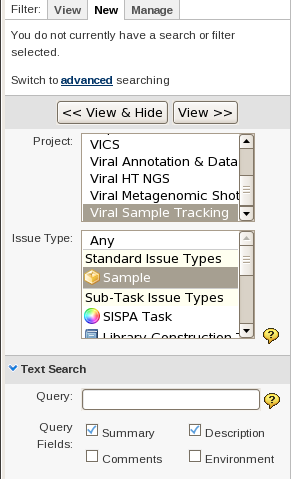 Filter: View New Manage
You do not currently have a search or filter
selected.
Switch to advanced searching
<< View & Hide View >>
Project:
VICS
Viral Annotation & Data
Viral HT NGS
Viral Metagenomic Shot
Viral Sample Tracking
Issue Type:
Any
Standard Issue Types
Sample
Sub-Task Issue Types
SISPA Task
Library Construction
Text Search
Query:
Query Fields:
Summary Description
Comments Environment